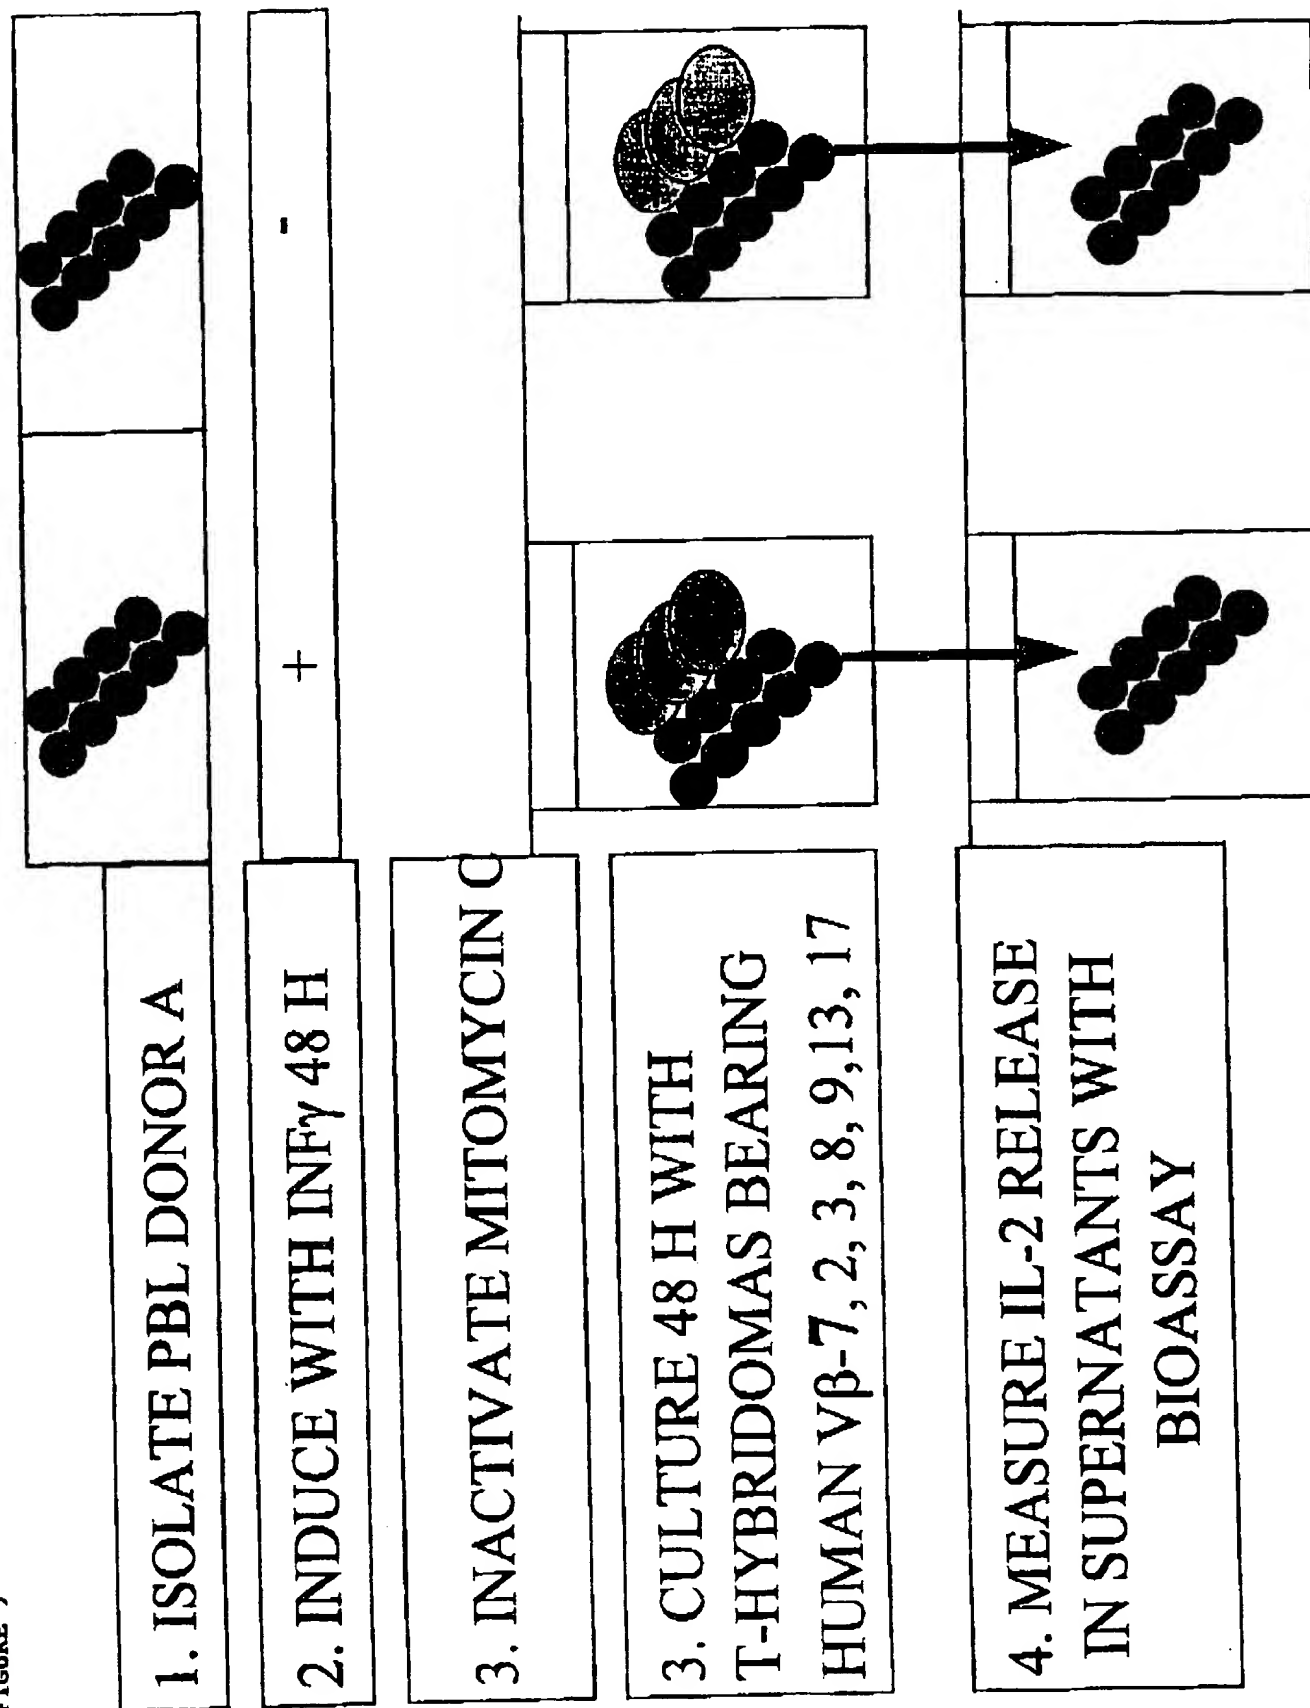 1. ISOLATE PBL DONOR A
2. INDUCE WITH INFγ 48 H
+
-
3. INACTIVATE MITOMYCIN C
3. CULTURE 48 H WITH
T-HYBRIDOMAS BEARING
HUMAN Vβ-7, 2, 3, 8, 9,13, 17
4. MEASURE IL-2 RELEASE
IN SUPERNATANTS WITH
BIOASSAY
FIGURE